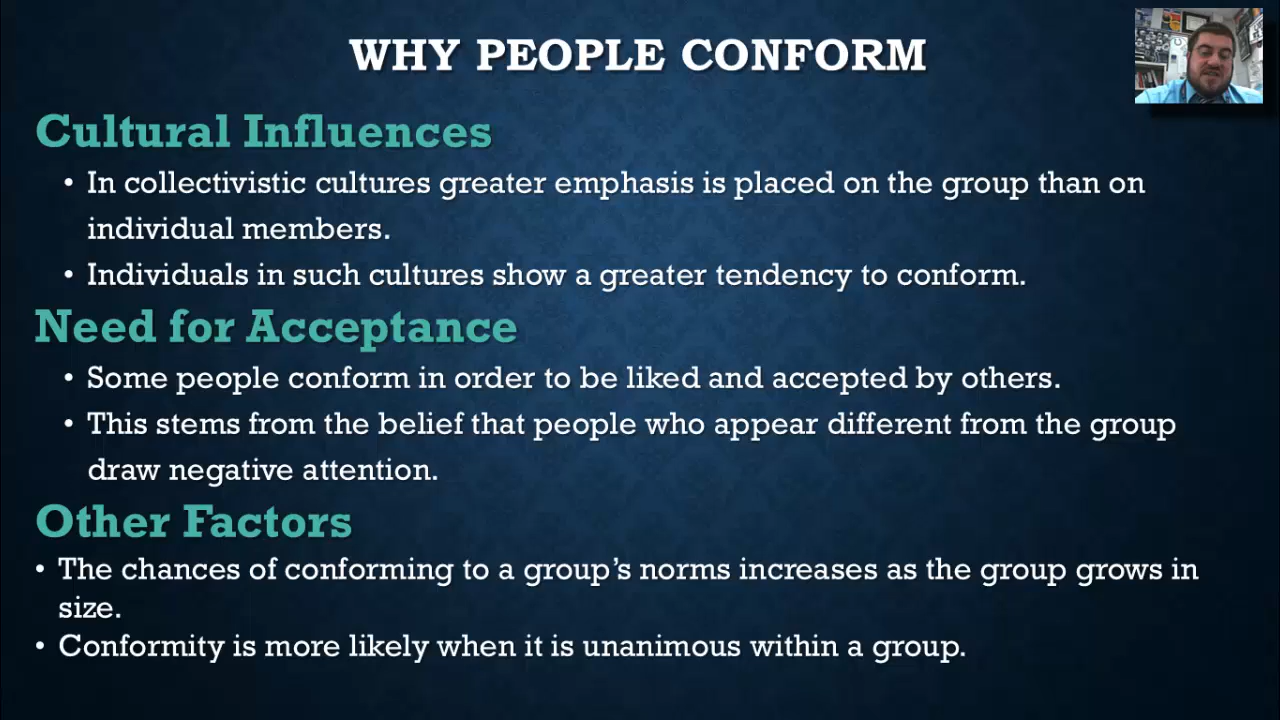 WHY PEOPLE CONFORM
Cultural Influences
• In collectivistic cultures greater emphasis is placed on the group than on
individual members.
• Individuals in such cultures show a greater tendency to conform.
Need for Acceptance
• Some people conform in order to be liked and accepted by others.
• This stems from the belief that people who appear different from the group
draw negative attention.
Other Factors
• The chances of conforming to a group’s norms increases as the group grows in
size.
• Conformity is more likely when it is unanimous within a group.